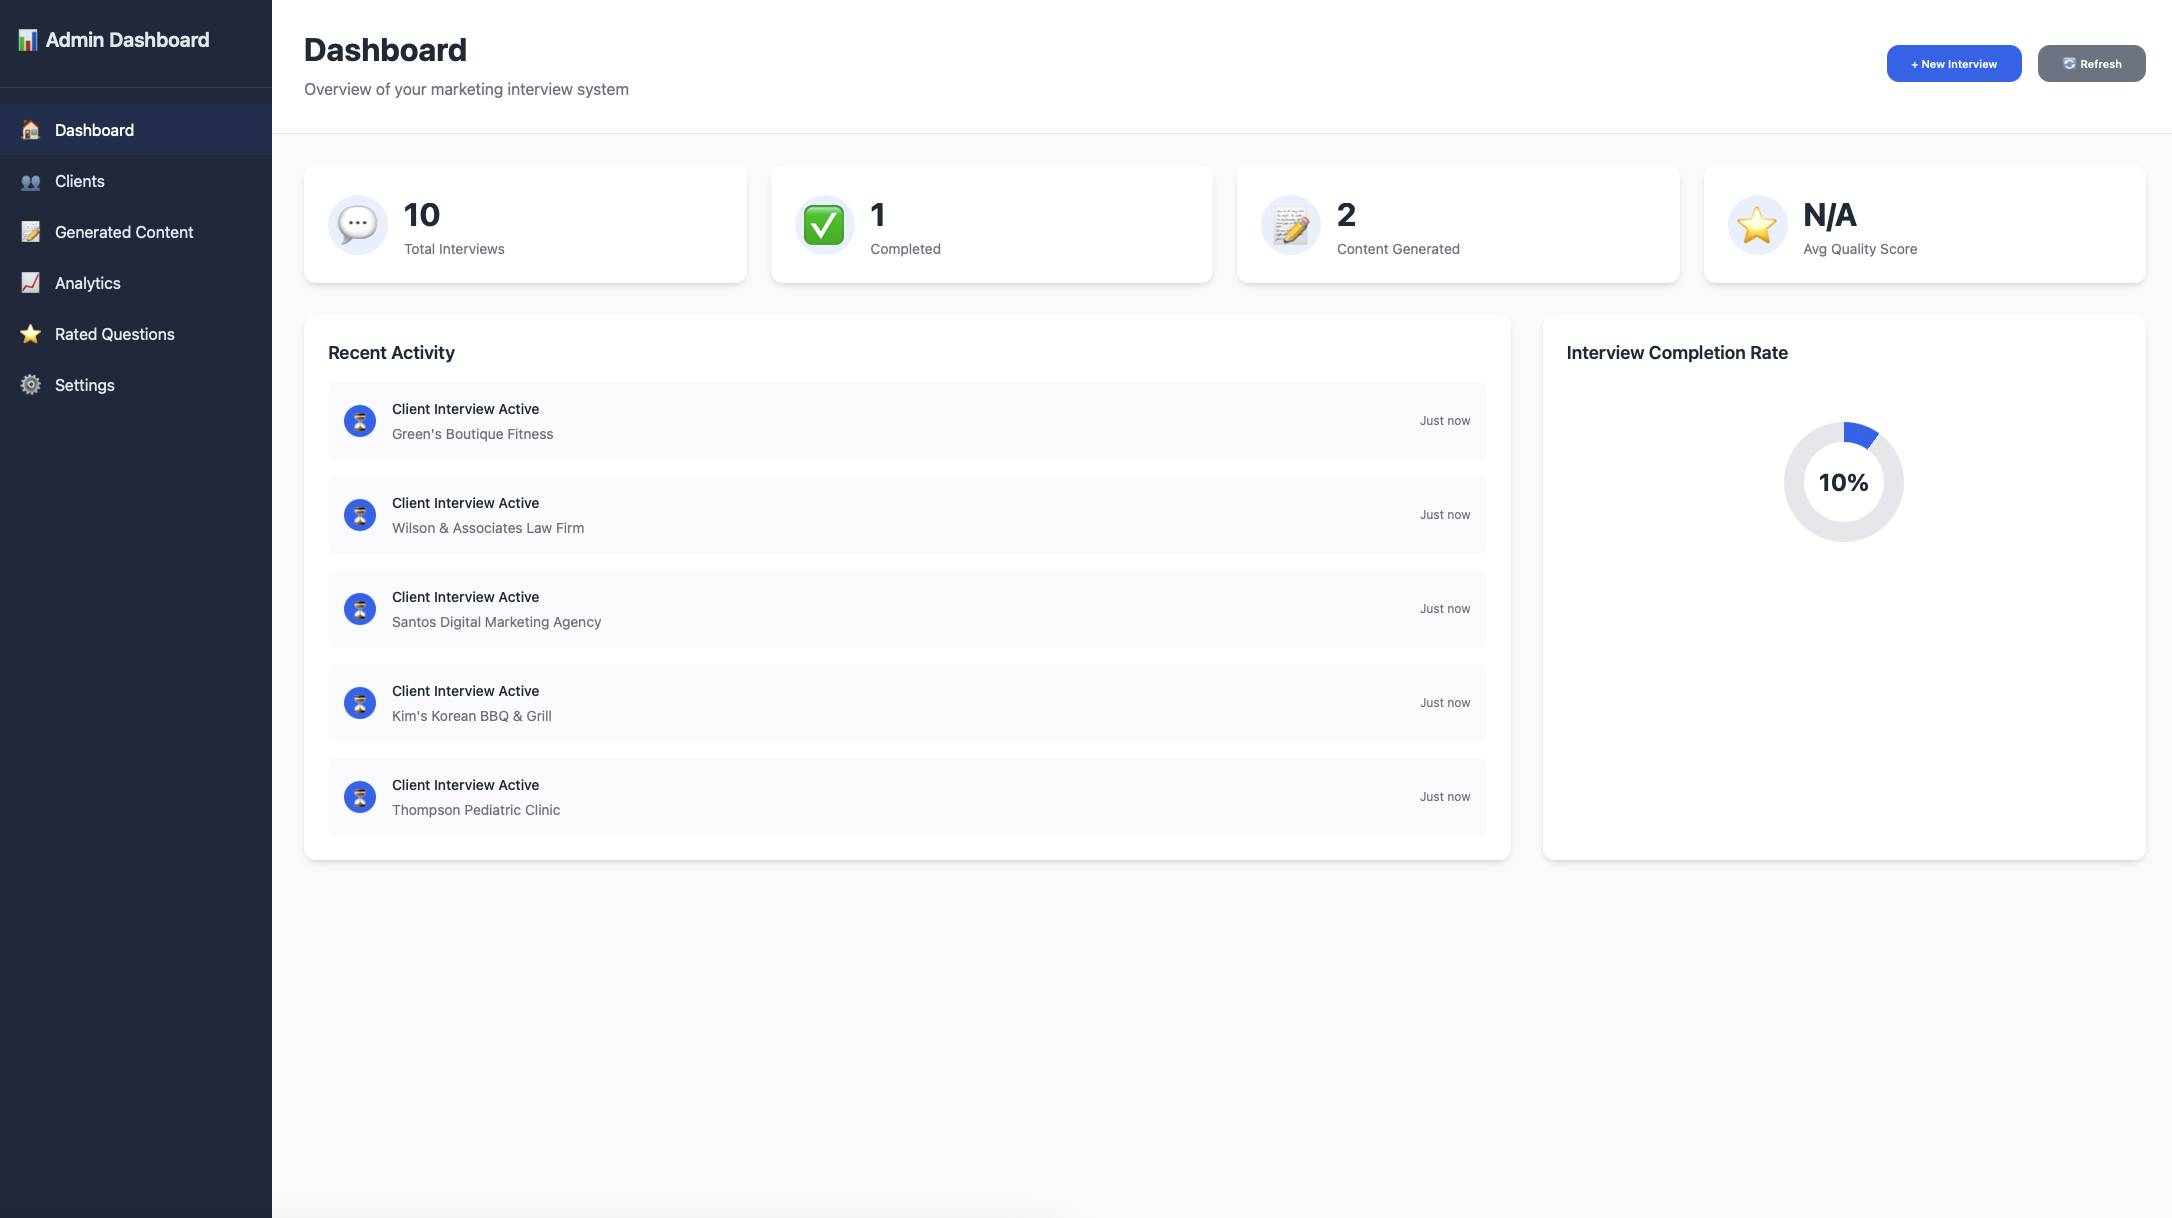 Admin Dashboard
Dashboard
Clients
Generated Content
Analytics
Rated Questions
Settings
Dashboard
Overview of your marketing interview system
+ New Interview
Refresh
10
Total Interviews
1
Completed
2
Content Generated
N/A
Avg Quality Score
Recent Activity
Client Interview Active
Green's Boutique Fitness
Just now
Client Interview Active
Wilson & Associates Law Firm
Just now
Client Interview Active
Santos Digital Marketing Agency
Just now
Client Interview Active
Kim's Korean BBQ & Grill
Just now
Client Interview Active
Thompson Pediatric Clinic
Just now
Interview Completion Rate
10%